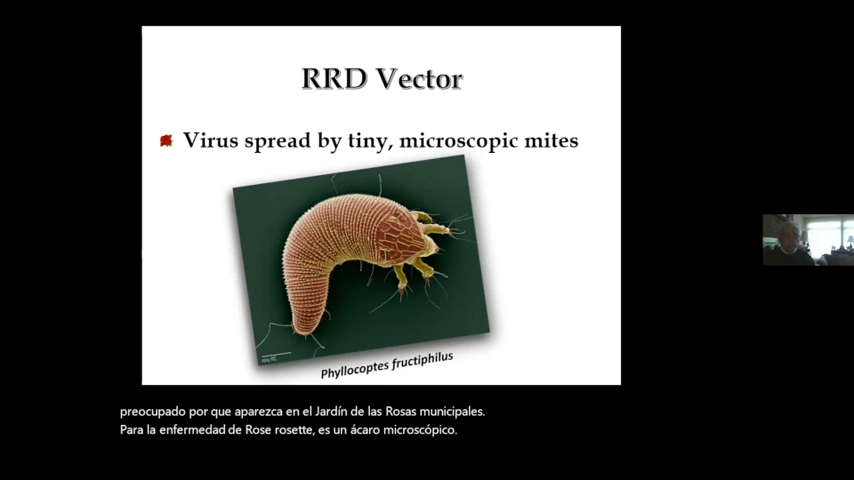 RRD Vector
Virus spread by tiny, microscopic mites
Phyllocoptes fructiphilus
preocupado por que aparezca en el Jardín de las Rosas municipales.
Para la enfermedad de Rose rosette, es un ácaro microscópico.